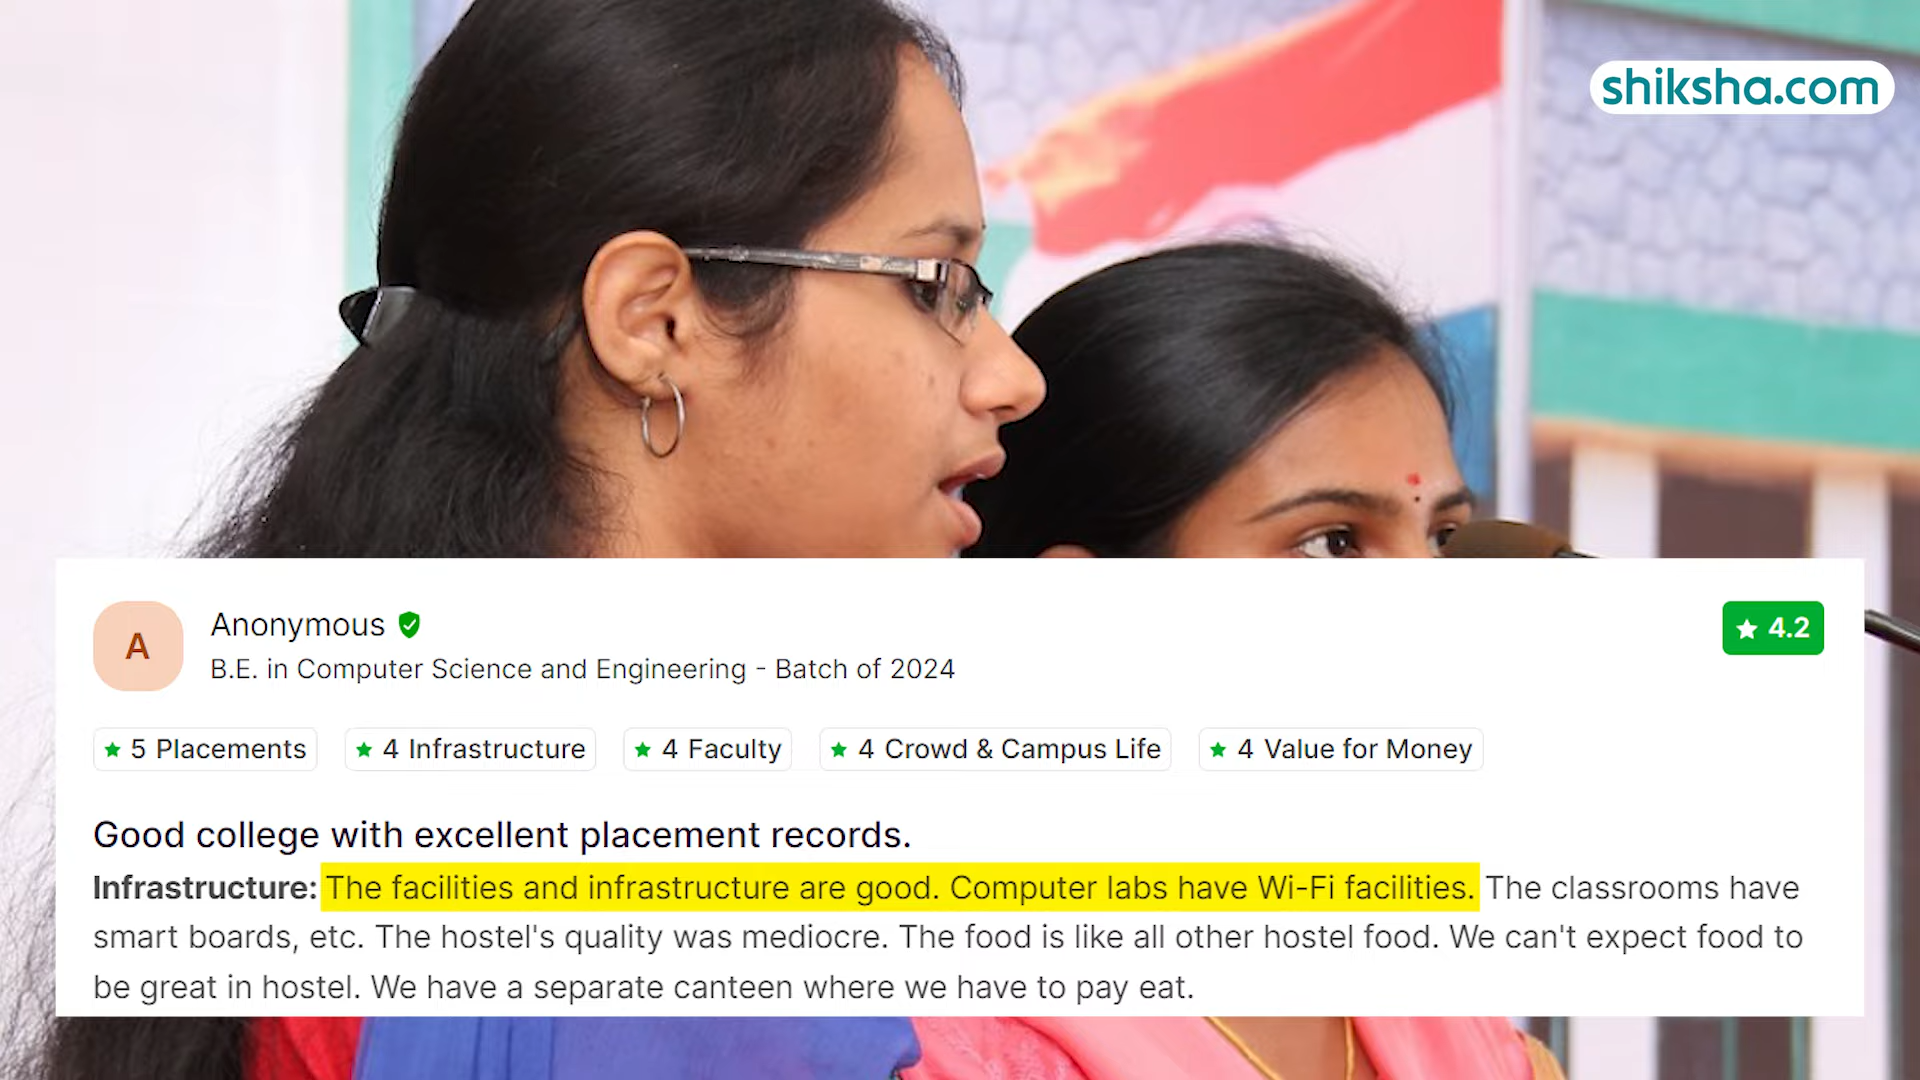 shiksha.com
A
Anonymous
4.2
B.E. in Computer Science and Engineering - Batch of 2024
5 Placements
4 Infrastructure
4 Faculty
4 Crowd & Campus Life
4 Value for Money
Good college with excellent placement records.
Infrastructure: The facilities and infrastructure are good. Computer labs have Wi-Fi facilities. The classrooms have
smart boards, etc. The hostel's quality was mediocre. The food is like all other hostel food. We can't expect food to
be great in hostel. We have a separate canteen where we have to pay eat.